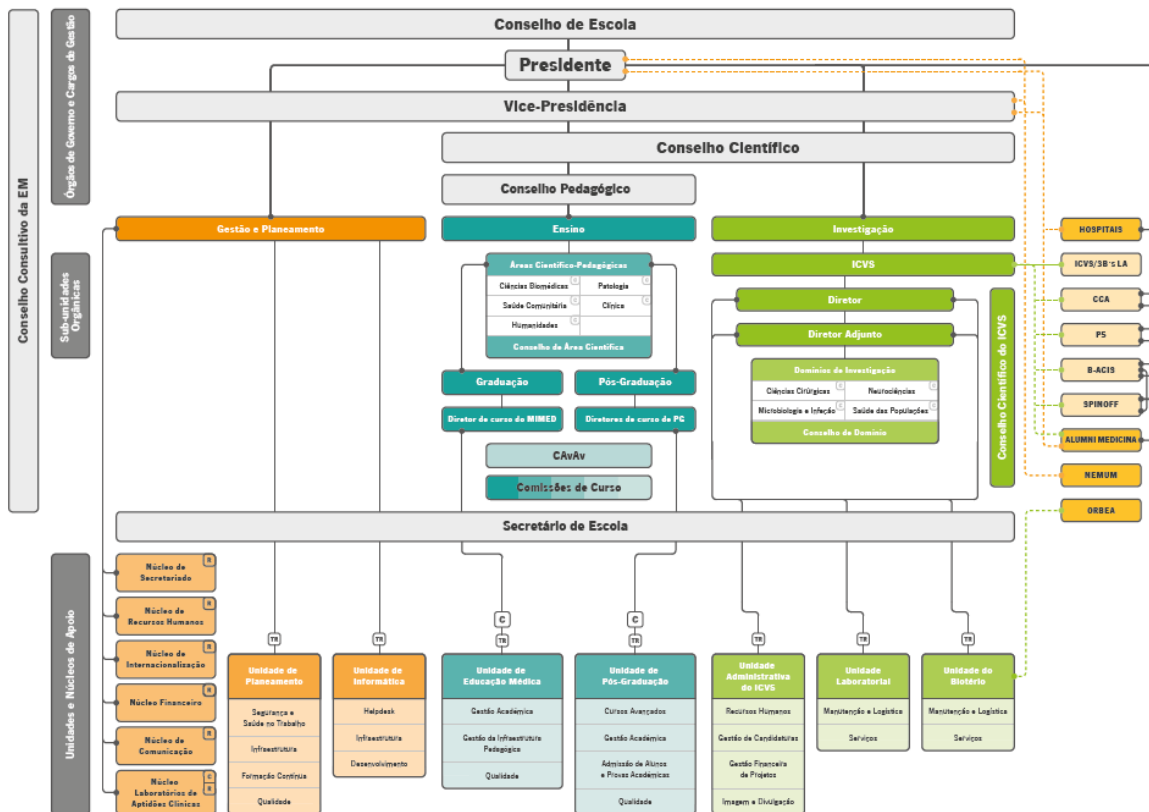 Conselho Consultivo da EM
Órgãos de Governo e Cargos de Gestão
Conselho de Escola
Presidente
Vice-Presidência
Conselho Científico
Conselho Pedagógico
Gestão e Planeamento
Ensino
Investigação
Sub-unidades
Orgânicas
Áreas Científico-Pedagógicas
Ciências Biomédicas
C
Patologia
C
Saúde Comunitária
C
Clínica
C
Humanidades
C
Conselho de Área Científica
Graduação
Pós-Graduação
Diretor de curso do MIMED
Diretores de curso de PG
CAvAv
Comissões de Curso
ICVS
Diretor
Diretor Adjunto
Domínios de Investigação
Ciências Cirúrgicas
C
Neurociências
C
Microbiologia e Infeção
C
Saúde das Populações
C
Conselho de Domínio
Conselho Científico do ICVS
HOSPITAIS
ICVS/3B's LA
CCA
P5
B-ACIS
SPINOFF
ALUMNI MEDICINA
NEMUM
ORBEA
Secretário de Escola
Unidades e Núcleos de Apoio
Núcleo de
Secretariado
R
Núcleo de
Recursos Humanos
R
Núcleo de
Internacionalização
R
Núcleo Financeiro
R
Núcleo de
Comunicação
R
Núcleo
Laboratórios de
Aptidões Clínicas
C
R
TR
Unidade de
Planeamento
Segurança e
Saúde no Trabalho
Infraestrutura
Formação Contínua
Qualidade
TR
Unidade de
Informática
Helpdesk
Infraestrutura
Desenvolvimento
C
TR
Unidade de
Educação Médica
Gestão Académica
Gestão da Infraestrutura
Pedagógica
Qualidade
C
TR
Unidade de
Pós-Graduação
Cursos Avançados
Gestão Académica
Admissão de Alunos
e Provas Académicas
Qualidade
TR
Unidade
Administrativa
do ICVS
Recursos Humanos
Gestão de Candidaturas
Gestão Financeira
de Projetos
Imagem e Divulgação
TR
Unidade
Laboratorial
Manutenção e Logística
Serviços
TR
Unidade do
Biotério
Manutenção e Logística
Serviços